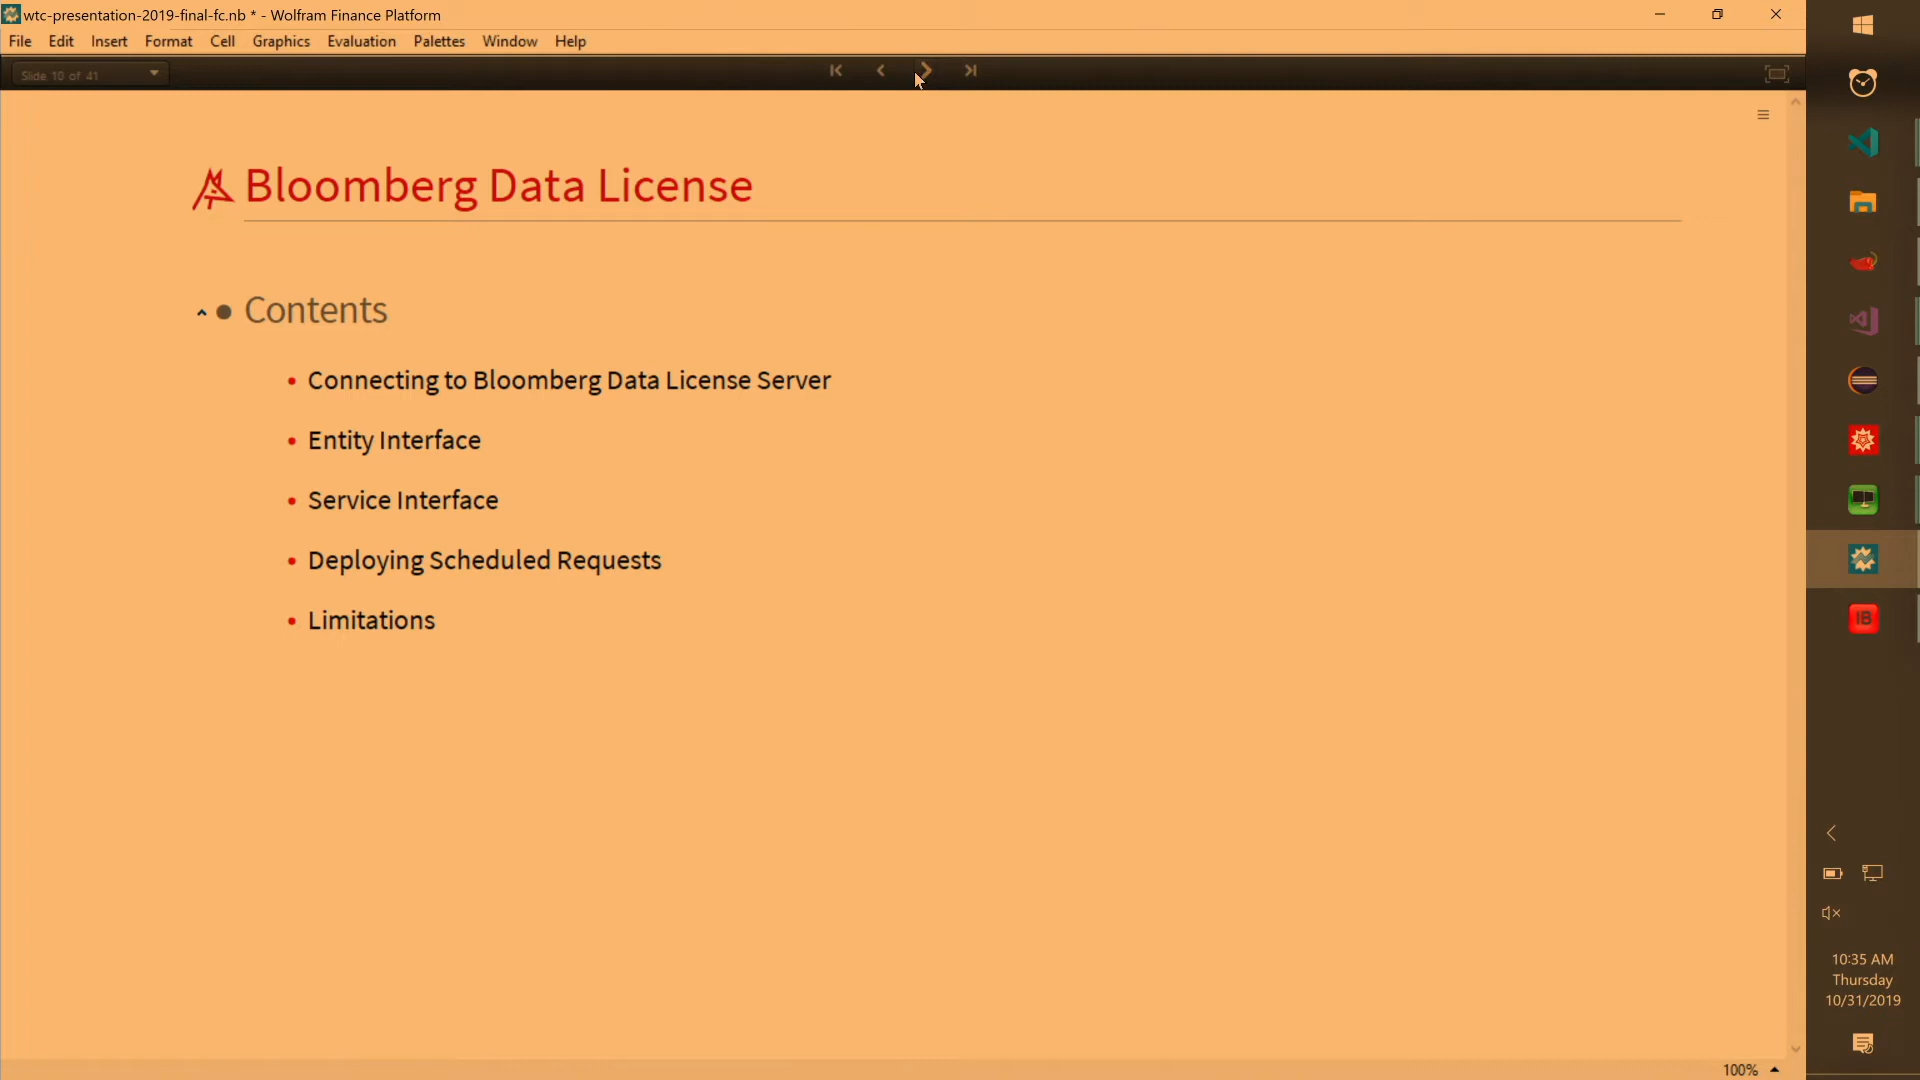 wtc-presentation-2019-final-fc.nb * - Wolfram Finance Platform
File Edit Insert Format Cell Graphics Evaluation Palettes Window Help
Slide 10 of 41
Bloomberg Data License
Contents
Connecting to Bloomberg Data License Server
Entity Interface
Service Interface
Deploying Scheduled Requests
Limitations
IB
10:35 AM
Thursday
10/31/2019
100%